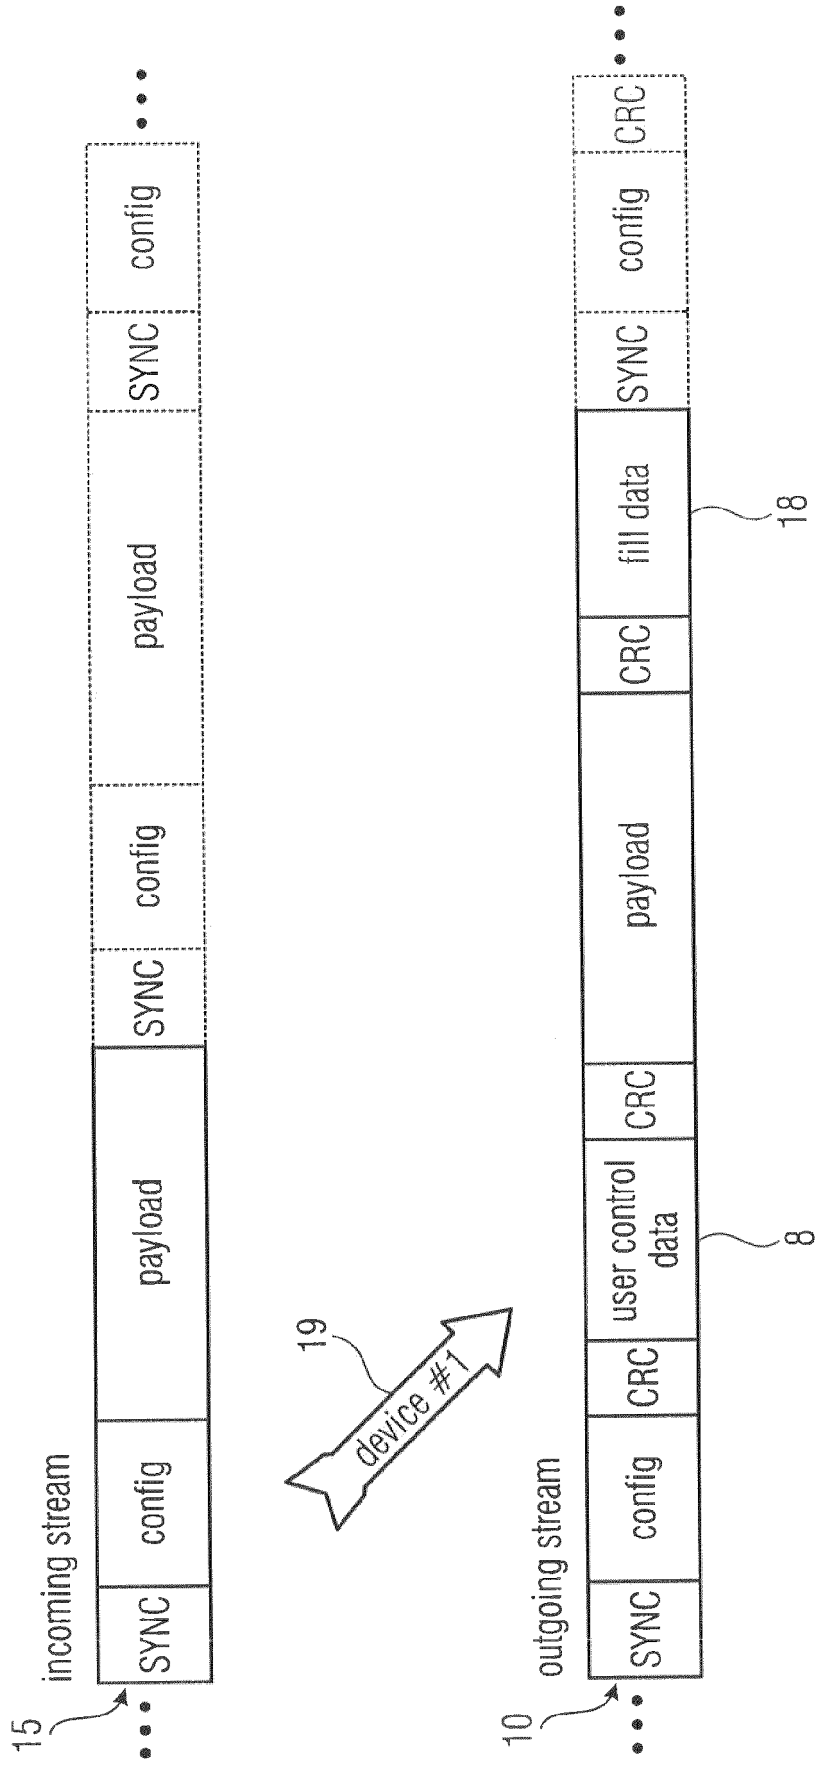 incoming stream
15
SYNC
config
payload
SYNC
config
payload
SYNC
config
19
device #1
outgoing stream
10
SYNC
config
CRC
user control
data
CRC
payload
CRC
fill data
SYNC
config
CRC
8
18